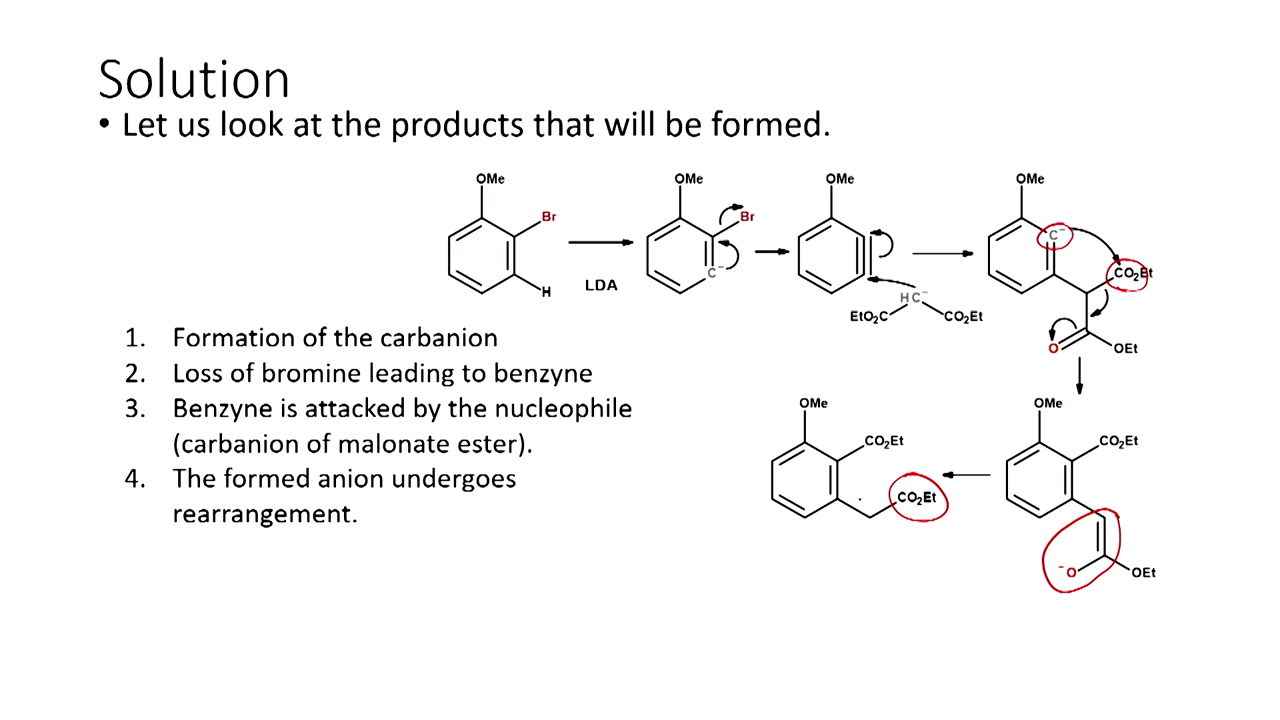 Solution
• Let us look at the products that will be formed.
OMe
OMe
OMe
OMe
Br
Br
H
LDA
C⁻
HC⁻
EtO₂C
CO₂Et
C⁻
CO₂Et
O
OEt
1. Formation of the carbanion
2. Loss of bromine leading to benzyne
3. Benzyne is attacked by the nucleophile
(carbanion of malonate ester).
4. The formed anion undergoes
rearrangement.
OMe
CO₂Et
CO₂Et
OMe
CO₂Et
⁻O
OEt